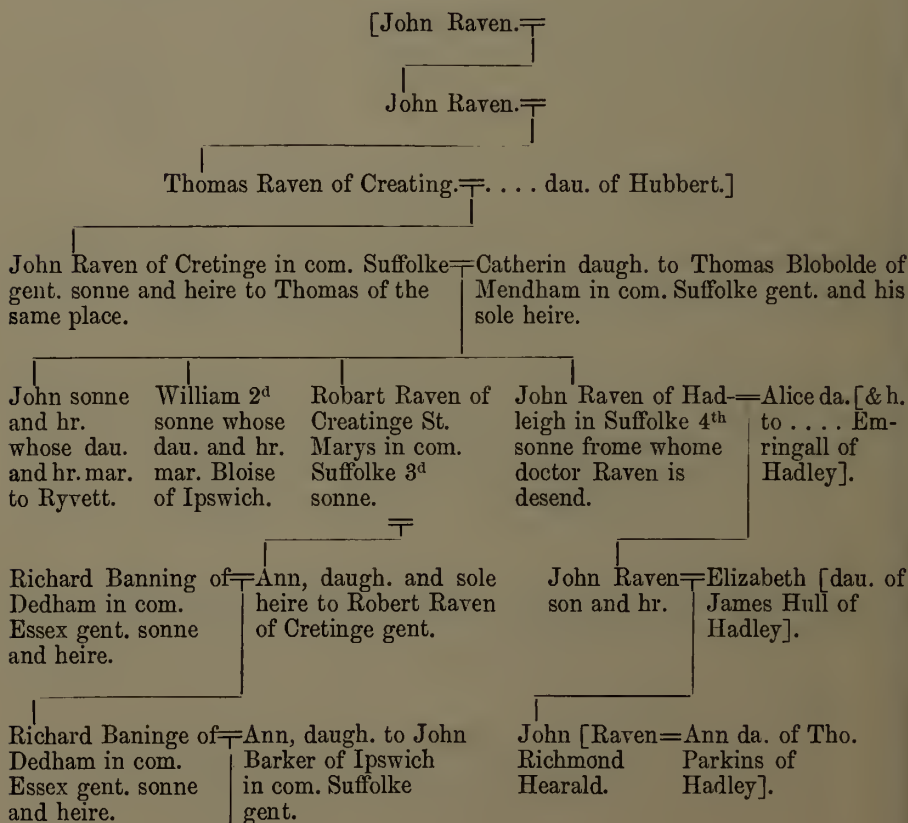 [John Raven.
John Raven.
Thomas Raven of Creating. . . . . dau. of Hubbert.]
John Raven of Cretinge in com. Suffolke
gent. sonne and heire to Thomas of the
same place.
Catherin daugh. to Thomas Blobolde of
Mendham in com. Suffolke gent. and his
sole heire.
John sonne
and hr.
whose dau.
and hr. mar.
to Ryvett.
William 2d
sonne whose
dau. and hr.
mar. Bloise
of Ipswich.
Robart Raven of
Creatinge St.
Marys in com.
Suffolke 3d
sonne.
John Raven of Had-
leigh in Suffolke 4th
sonne frome whome
doctor Raven is
desend.
Alice da. [& h.
to . . . . Em-
ringall of
Hadley].
Richard Banning of
Dedham in com.
Essex gent. sonne
and heire.
Ann, daugh. and sole
heire to Robert Raven
of Cretinge gent.
John Raven
son and hr.
Elizabeth [dau. of
James Hull of
Hadley].
Richard Baninge of
Dedham in com.
Essex gent. sonne
and heire.
Ann, daugh. to John
Barker of Ipswich
in com. Suffolke
gent.
John [Raven
Richmond
Hearald.
Ann da. of Tho.
Parkins of
Hadley].